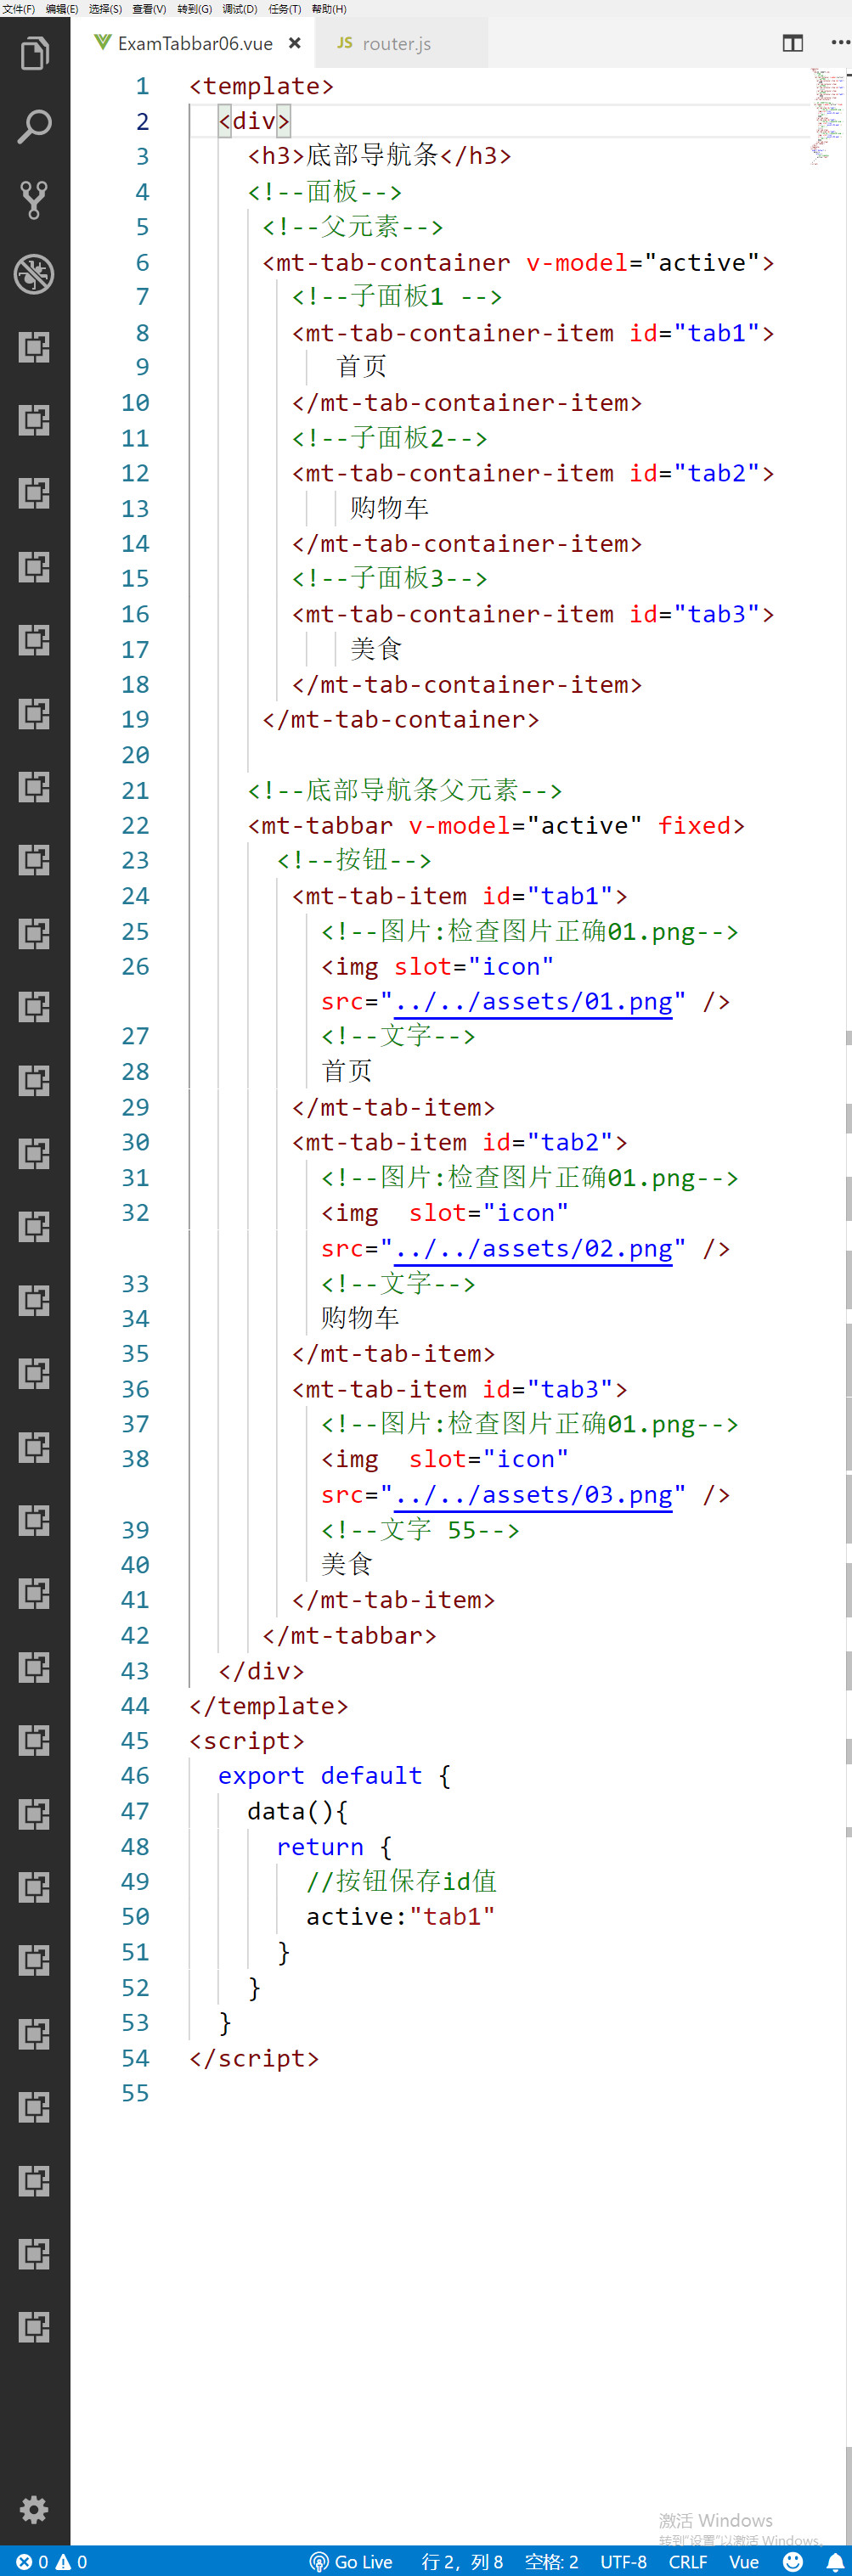 文件(F) 编辑(E) 选择(S) 查看(V) 转到(G) 调试(D) 任务(T) 帮助(H)
ExamTabbar06.vue × JS router.js
1 <template>
2 <div>
3 <h3>底部导航条</h3>
4 <!--面板-->
5 <!--父元素-->
6 <mt-tab-container v-model="active">
7 <!--子面板1 -->
8 <mt-tab-container-item id="tab1">
9 首页
10 </mt-tab-container-item>
11 <!--子面板2-->
12 <mt-tab-container-item id="tab2">
13 购物车
14 </mt-tab-container-item>
15 <!--子面板3-->
16 <mt-tab-container-item id="tab3">
17 美食
18 </mt-tab-container-item>
19 </mt-tab-container>
20
21 <!--底部导航条父元素-->
22 <mt-tabbar v-model="active" fixed>
23 <!--按钮-->
24 <mt-tab-item id="tab1">
25 <!--图片:检查图片正确01.png-->
26 <img slot="icon"
src="../../assets/01.png" />
27 <!--文字-->
28 首页
29 </mt-tab-item>
30 <mt-tab-item id="tab2">
31 <!--图片:检查图片正确01.png-->
32 <img  slot="icon"
src="../../assets/02.png" />
33 <!--文字-->
34 购物车
35 </mt-tab-item>
36 <mt-tab-item id="tab3">
37 <!--图片:检查图片正确01.png-->
38 <img  slot="icon"
src="../../assets/03.png" />
39 <!--文字 55-->
40 美食
41 </mt-tab-item>
42 </mt-tabbar>
43 </div>
44 </template>
45 <script>
46 export default {
47 data(){
48 return {
49 //按钮保存id值
50 active:"tab1"
51 }
52 }
53 }
54 </script>
55
激活 Windows
转到"设置"以激活 Windows。
0 0 Go Live 行 2，列 8 空格: 2 UTF-8 CRLF Vue